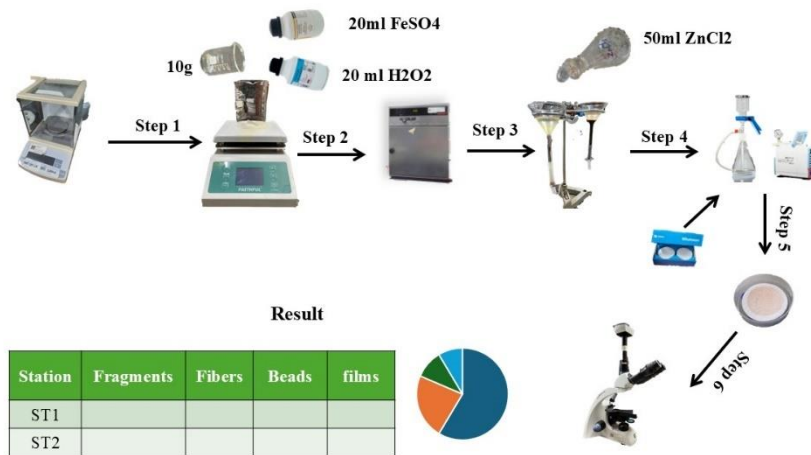 20ml FeSO4
50ml ZnCl2
10g
20 ml H2O2
Step 1
Step 2
Step 3
Step 4
Step 5
Step 6
Result
Station Fragments Fibers Beads films
ST1
ST2